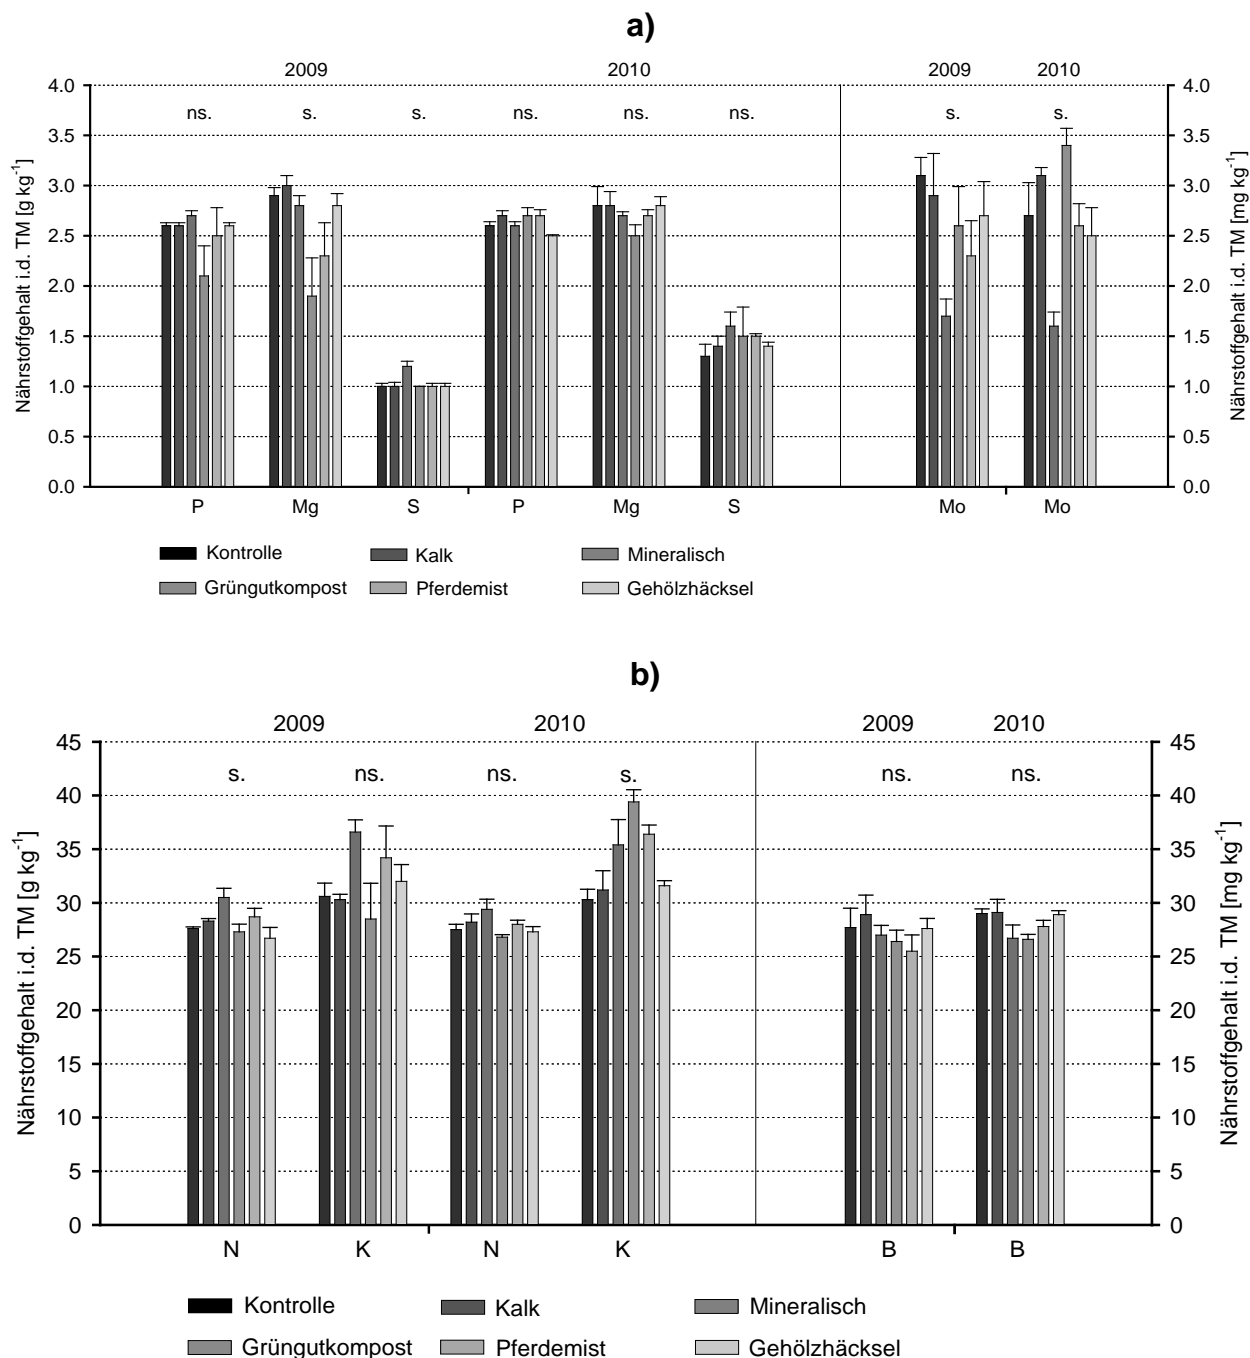 a)
2009 2010 2009 2010
4.0 4.0
ns. s. s. ns. ns. ns. s. s.
3.5 3.5
3.0 3.0
2.5 2.5
2.0 2.0
1.5 1.5
1.0 1.0
0.5 0.5
0.0 0.0
Nährstoffgehalt i.d. TM [g kg-1]
Nährstoffgehalt i.d. TM [mg kg-1]
P Mg S P Mg S Mo Mo
Kontrolle Kalk Mineralisch
Grüngutkompost Pferdemist Gehölzhäcksel
b)
2009 2010 2009 2010
45 45
s. ns. ns. s. ns. ns.
40 40
35 35
30 30
25 25
20 20
15 15
10 10
5 5
0 0
Nährstoffgehalt i.d. TM [g kg-1]
Nährstoffgehalt i.d. TM [mg kg-1]
N K N K B B
Kontrolle Kalk Mineralisch
Grüngutkompost Pferdemist Gehölzhäcksel